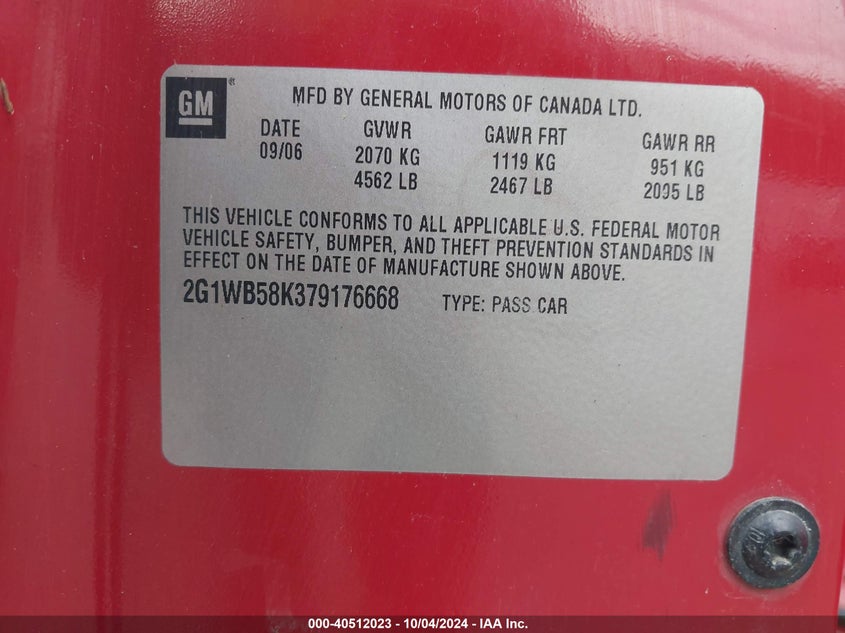 GM®
MFD BY GENERAL MOTORS OF CANADA LTD.
DATE GVWR GAWR FRT GAWR RR
09/06 2070 KG 1119 KG 951 KG
4562 LB 2467 LB 2095 LB
THIS VEHICLE CONFORMS TO ALL APPLICABLE U.S. FEDERAL MOTOR
VEHICLE SAFETY, BUMPER, AND THEFT PREVENTION STANDARDS IN
EFFECT ON THE DATE OF MANUFACTURE SHOWN ABOVE.
2G1WB58K379176668 TYPE: PASS CAR
000-40512023 - 10/04/2024 - IAA Inc.